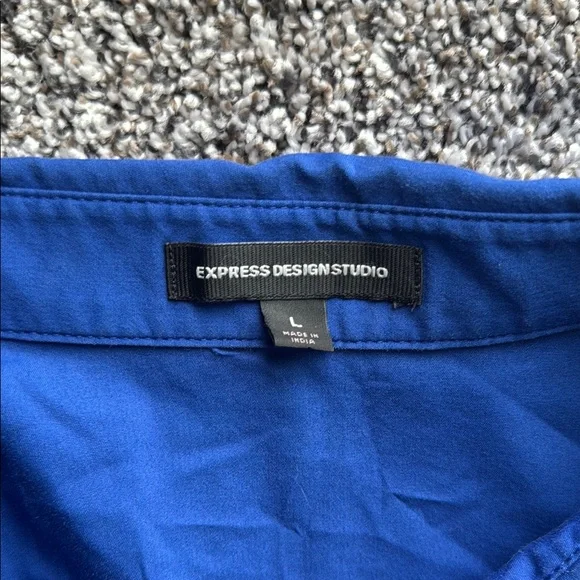 EXPRESS DESIGN STUDIO
L
MADE IN
INDIA